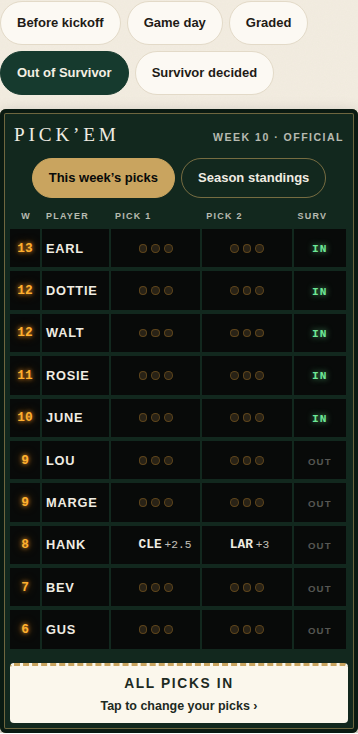 Before kickoff Game day Graded
Out of Survivor Survivor decided
PICK’EM WEEK 10 · OFFICIAL
This week’s picks Season standings
W PLAYER PICK 1 PICK 2 SURV
13 EARL IN
12 DOTTIE IN
12 WALT IN
11 ROSIE IN
10 JUNE IN
9 LOU OUT
9 MARGE OUT
8 HANK CLE +2.5 LAR +3 OUT
7 BEV OUT
6 GUS OUT
ALL PICKS IN
Tap to change your picks ›